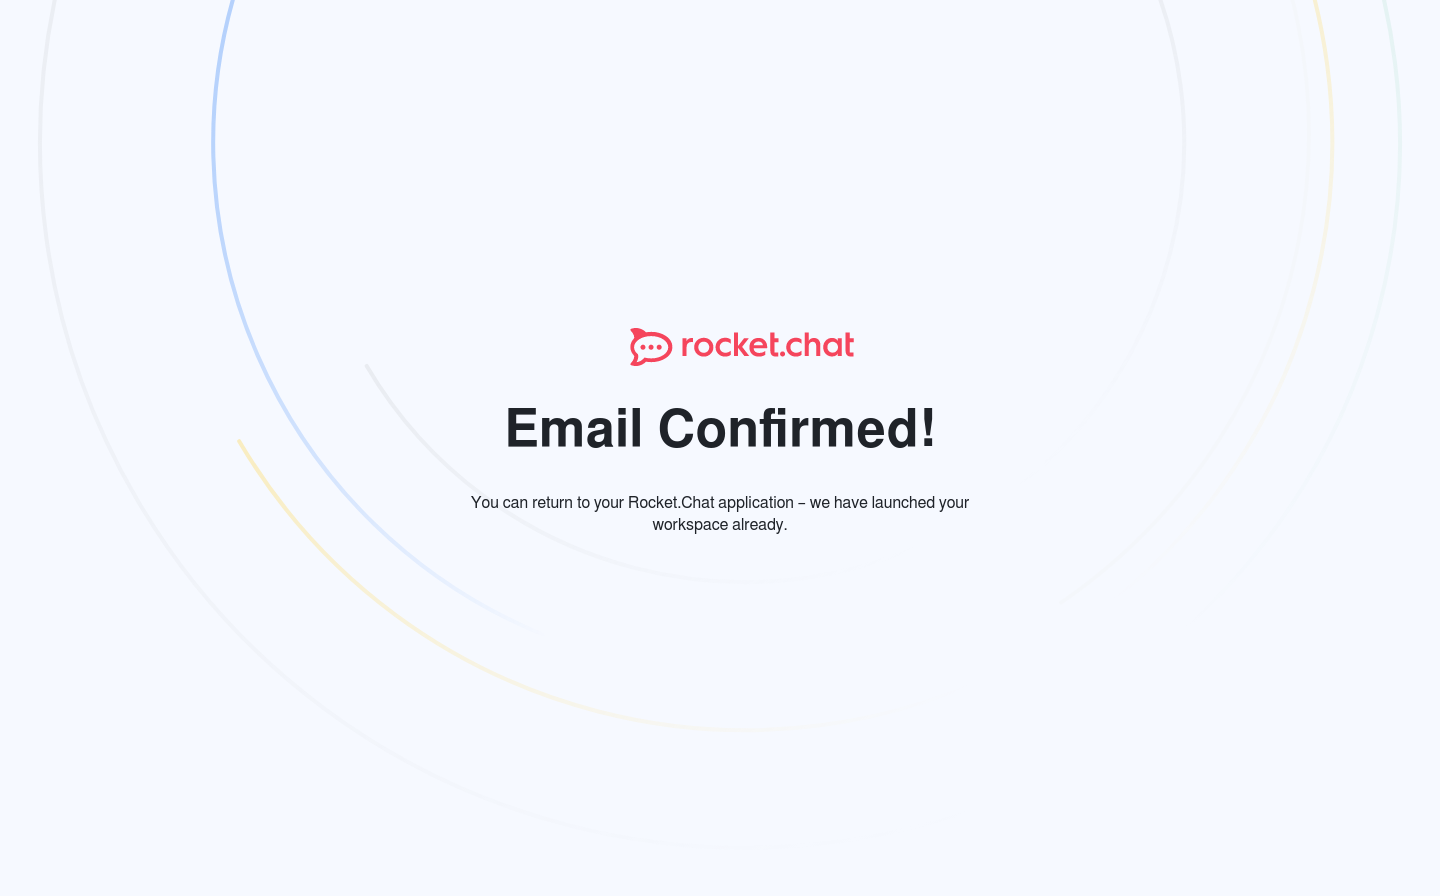 rocket.chat
Email Confirmed!
You can return to your Rocket.Chat application – we have launched your
workspace already.